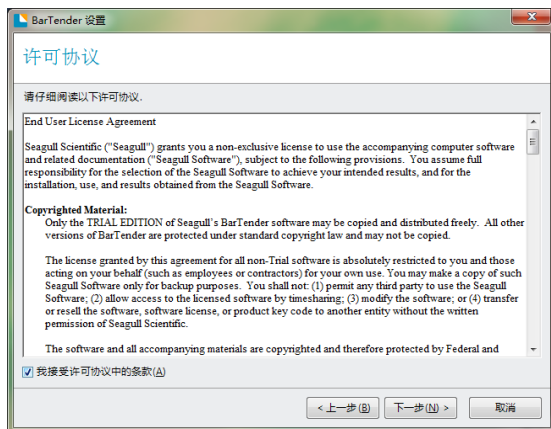 BarTender 设置
许可协议
请仔细阅读以下许可协议.
End User License Agreement
Seagull Scientific ("Seagull") grants you a non-exclusive license to use the accompanying computer software
and related documentation ("Seagull Software"), subject to the following provisions.  You assume full
responsibility for the selection of the Seagull Software to achieve your intended results, and for the
installation, use, and results obtained from the Seagull Software.
Copyrighted Material:
Only the TRIAL EDITION of Seagull's BarTender software may be copied and distributed freely.  All other
versions of BarTender are protected under standard copyright law and may not be copied.
The license granted by this agreement for all non-Trial software is absolutely restricted to you and those
acting on your behalf (such as employees or contractors) for your own use. You may make a copy of such
Seagull Software only for backup purposes.  You shall not: (1) permit any third party to use the Seagull
Software; (2) allow access to the licensed software by timesharing; (3) modify the software; or (4) transfer
or resell the software, software license, or product key code to another entity without the written
permission of Seagull Scientific.
The software and all accompanying materials are copyrighted and therefore protected by Federal and
我接受许可协议中的条款(A)
< 上一步(B)
下一步(N) >
取消